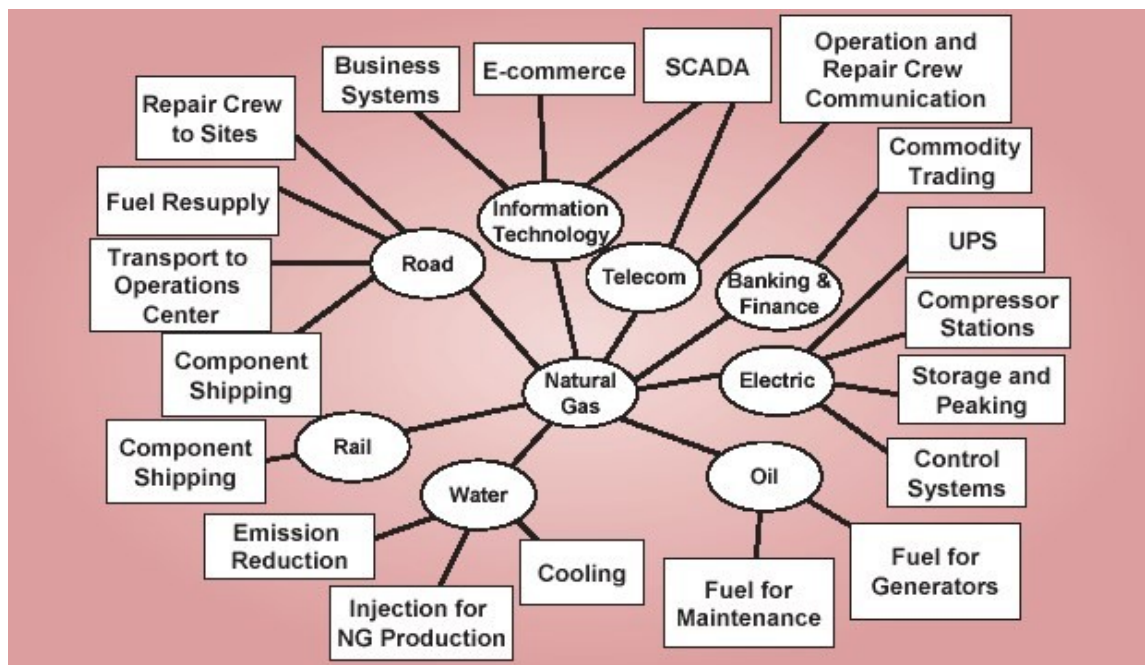 Business
Systems
E-commerce
SCADA
Operation and
Repair Crew
Communication
Repair Crew
to Sites
Commodity
Trading
Fuel Resupply
Information
Technology
UPS
Transport to
Operations
Center
Road
Telecom
Banking &
Finance
Compressor
Stations
Component
Shipping
Natural
Gas
Electric
Storage and
Peaking
Component
Shipping
Rail
Water
Oil
Control
Systems
Emission
Reduction
Cooling
Fuel for
Generators
Injection for
NG Production
Fuel for
Maintenance